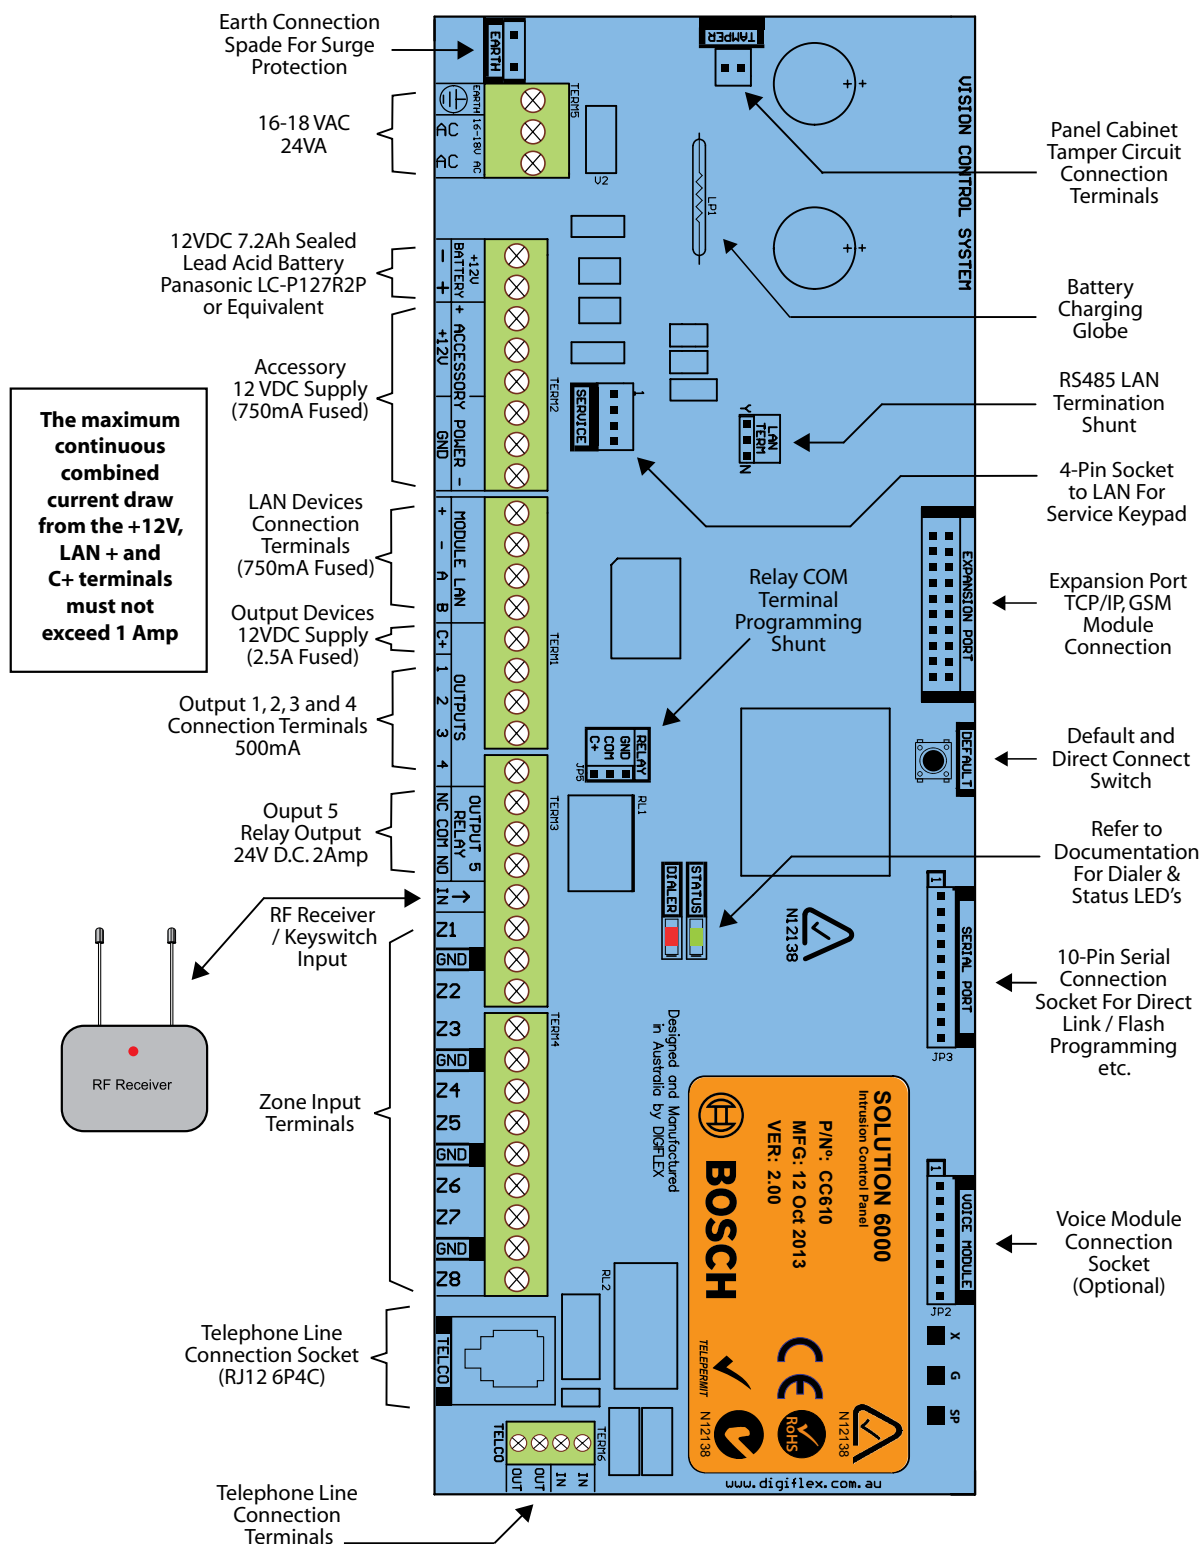 Earth Connection
Spade For Surge
Protection
16-18 VAC
24VA
12VDC 7.2Ah Sealed
Lead Acid Battery
Panasonic LC-P127R2P
or Equivalent
Accessory
12 VDC Supply
(750mA Fused)
The maximum
continuous
combined
current draw
from the +12V,
LAN + and
C+ terminals
must not
exceed 1 Amp
LAN Devices
Connection
Terminals
(750mA Fused)
Output Devices
12VDC Supply
(2.5A Fused)
Output 1, 2, 3 and 4
Connection Terminals
500mA
Ouput 5
Relay Output
24V D.C. 2Amp
RF Receiver
/ Keyswitch
Input
RF Receiver
Zone Input
Terminals
Telephone Line
Connection Socket
(RJ12 6P4C)
Telephone Line
Connection
Terminals
EARTH
EARTH
16-18V AC
AC
AC
TERM5
V2
- +
BATTERY
+12V
+ ACCESSORY POWER -
+12V
GND
TERM2
+
-
A
B
MODULE LAN
C+
1
2
3
4
OUTPUTS
TERM1
NC COM NO
OUTPUT 5
RELAY
TERM3
IN →
Z1
GND
Z2
Z3
GND
Z4
Z5
GND
Z6
Z7
GND
Z8
TERM4
TELCO
TELCO
OUT
OUT
IN
IN
TERM6
TAMPER
+ +
+ +
LP1
VISION CONTROL SYSTEM
SERVICE
1
Y
N
LAN
TERM
Relay COM
Terminal
Programming
Shunt
RELAY
GND
COM
C+
JP5
RL1
DIALER
STATUS
N12138
EXPANSION PORT
DEFAULT
1
SERIAL PORT
JP3
1
VOICE MODULE
JP2
X
G
SP
RL2
Designed and Manufactured
in Australia by DIGIFLEX
SOLUTION 6000
Intrusion Control Panel
P/Nº: CC610
MFG: 12 Oct 2013
VER: 2.00
BOSCH
TELEPERMIT
CE
N12138
RoHS
N12138
www.digiflex.com.au
Panel Cabinet
Tamper Circuit
Connection
Terminals
Battery
Charging
Globe
RS485 LAN
Termination
Shunt
4-Pin Socket
to LAN For
Service Keypad
Expansion Port
TCP/IP, GSM
Module
Connection
Default and
Direct Connect
Switch
Refer to
Documentation
For Dialer &
Status LED's
10-Pin Serial
Connection
Socket For Direct
Link / Flash
Programming
etc.
Voice Module
Connection
Socket
(Optional)